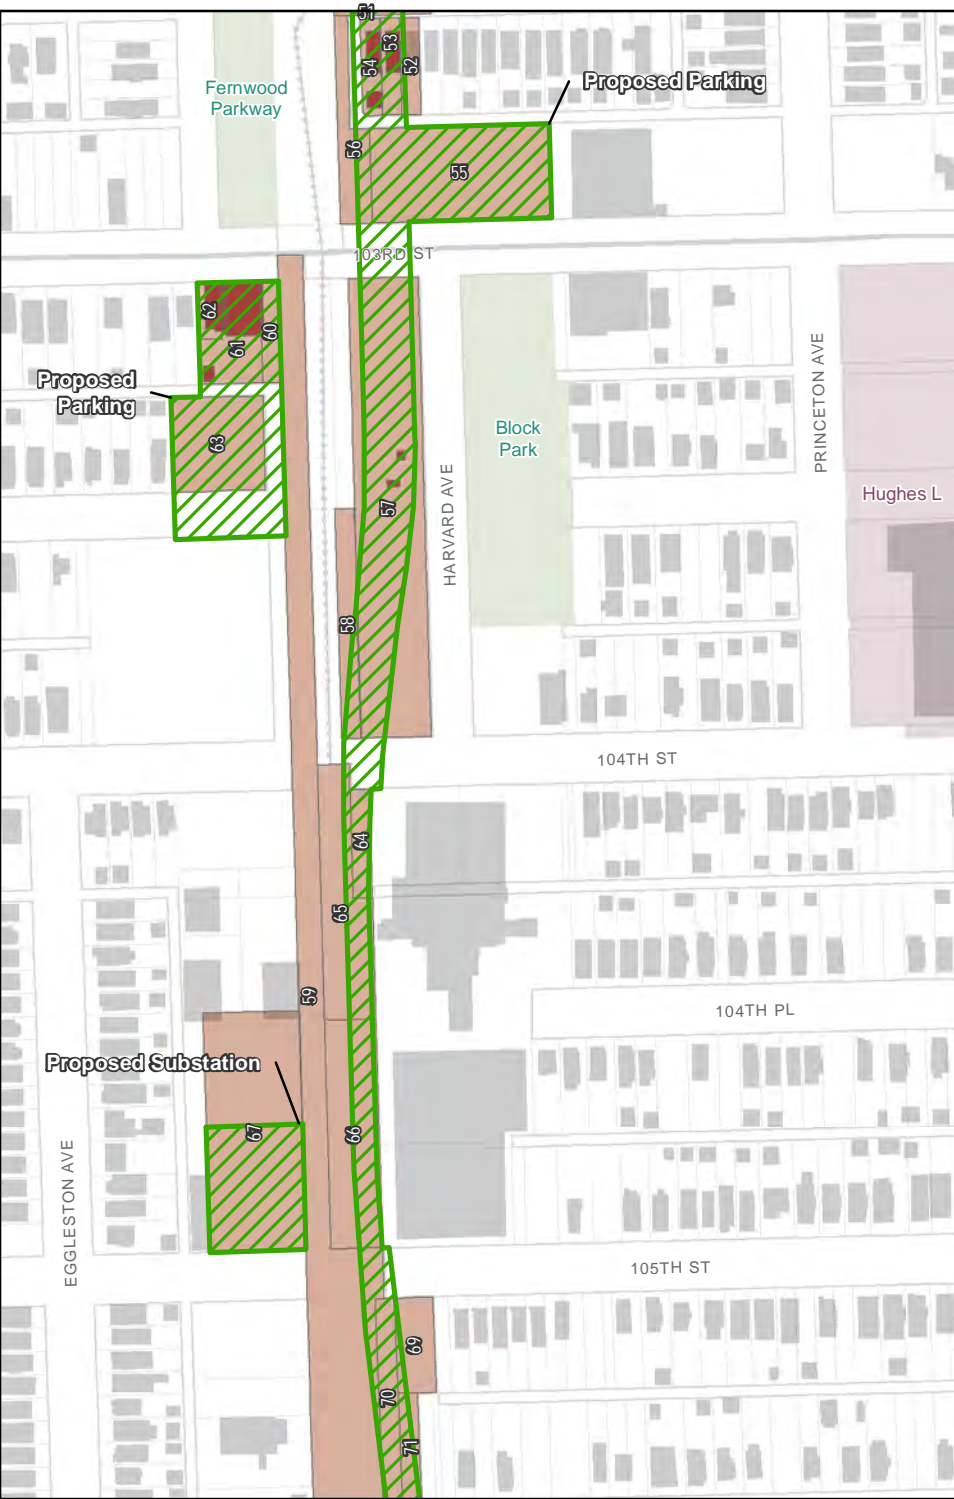 51
53
54
52
Fernwood
Parkway
Proposed Parking
56
55
103RD ST
62
60
61
Proposed
Parking
63
PRINCETON AVE
Block
Park
HARVARD AVE
Hughes L
57
58
104TH ST
64
65
59
104TH PL
Proposed Substation
67
66
EGGLESTON AVE
105TH ST
69
70
71